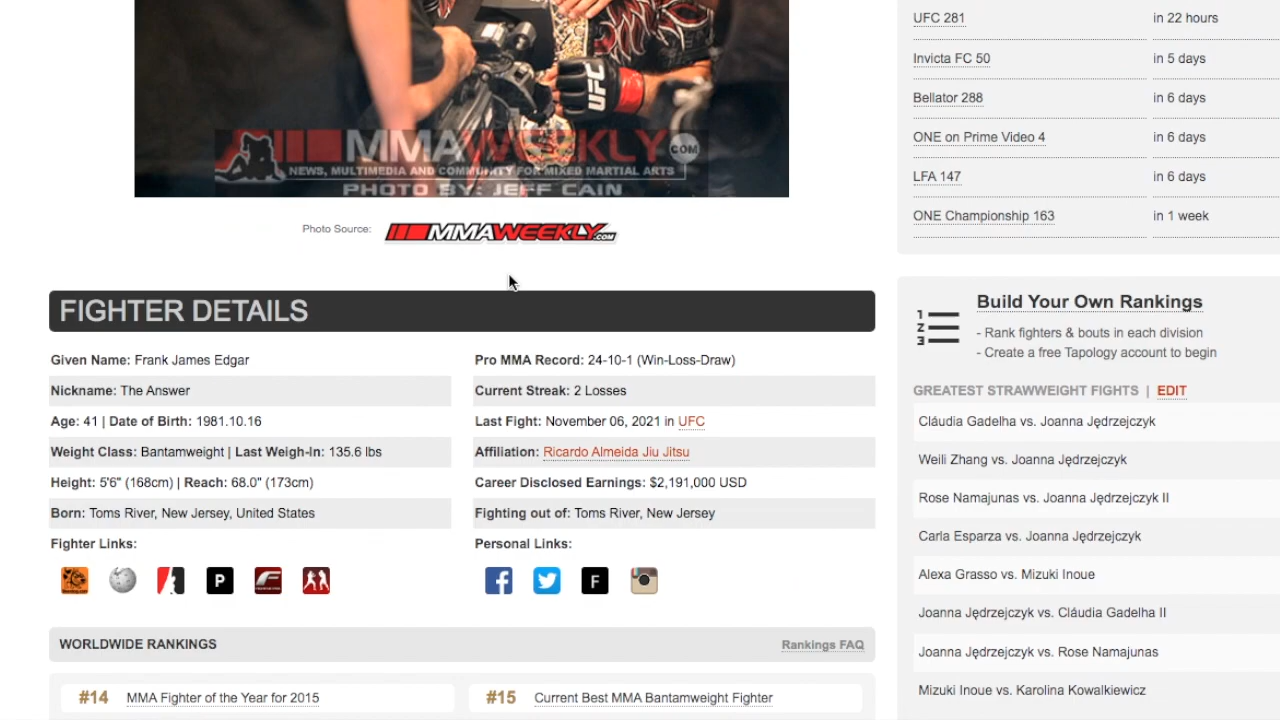 UFC
MMAWEEKLY.COM
NEWS, MULTIMEDIA AND COMMUNITY FOR MIXED MARTIAL ARTS
PHOTO BY: JEFF CAIN
Photo Source: MMAWEEKLY.COM
FIGHTER DETAILS
Given Name: Frank James Edgar
Nickname: The Answer
Age: 41 | Date of Birth: 1981.10.16
Weight Class: Bantamweight | Last Weigh-In: 135.6 lbs
Height: 5'6" (168cm) | Reach: 68.0" (173cm)
Born: Toms River, New Jersey, United States
Fighter Links:
P
Pro MMA Record: 24-10-1 (Win-Loss-Draw)
Current Streak: 2 Losses
Last Fight: November 06, 2021 in UFC
Affiliation: Ricardo Almeida Jiu Jitsu
Career Disclosed Earnings: $2,191,000 USD
Fighting out of: Toms River, New Jersey
Personal Links:
F
WORLDWIDE RANKINGS
Rankings FAQ
#14 MMA Fighter of the Year for 2015
#15 Current Best MMA Bantamweight Fighter
UFC 281 in 22 hours
Invicta FC 50 in 5 days
Bellator 288 in 6 days
ONE on Prime Video 4 in 6 days
LFA 147 in 6 days
ONE Championship 163 in 1 week
Build Your Own Rankings
- Rank fighters & bouts in each division
- Create a free Tapology account to begin
GREATEST STRAWWEIGHT FIGHTS | EDIT
Cláudia Gadelha vs. Joanna Jędrzejczyk
Weili Zhang vs. Joanna Jędrzejczyk
Rose Namajunas vs. Joanna Jędrzejczyk II
Carla Esparza vs. Joanna Jędrzejczyk
Alexa Grasso vs. Mizuki Inoue
Joanna Jędrzejczyk vs. Cláudia Gadelha II
Joanna Jędrzejczyk vs. Rose Namajunas
Mizuki Inoue vs. Karolina Kowalkiewicz